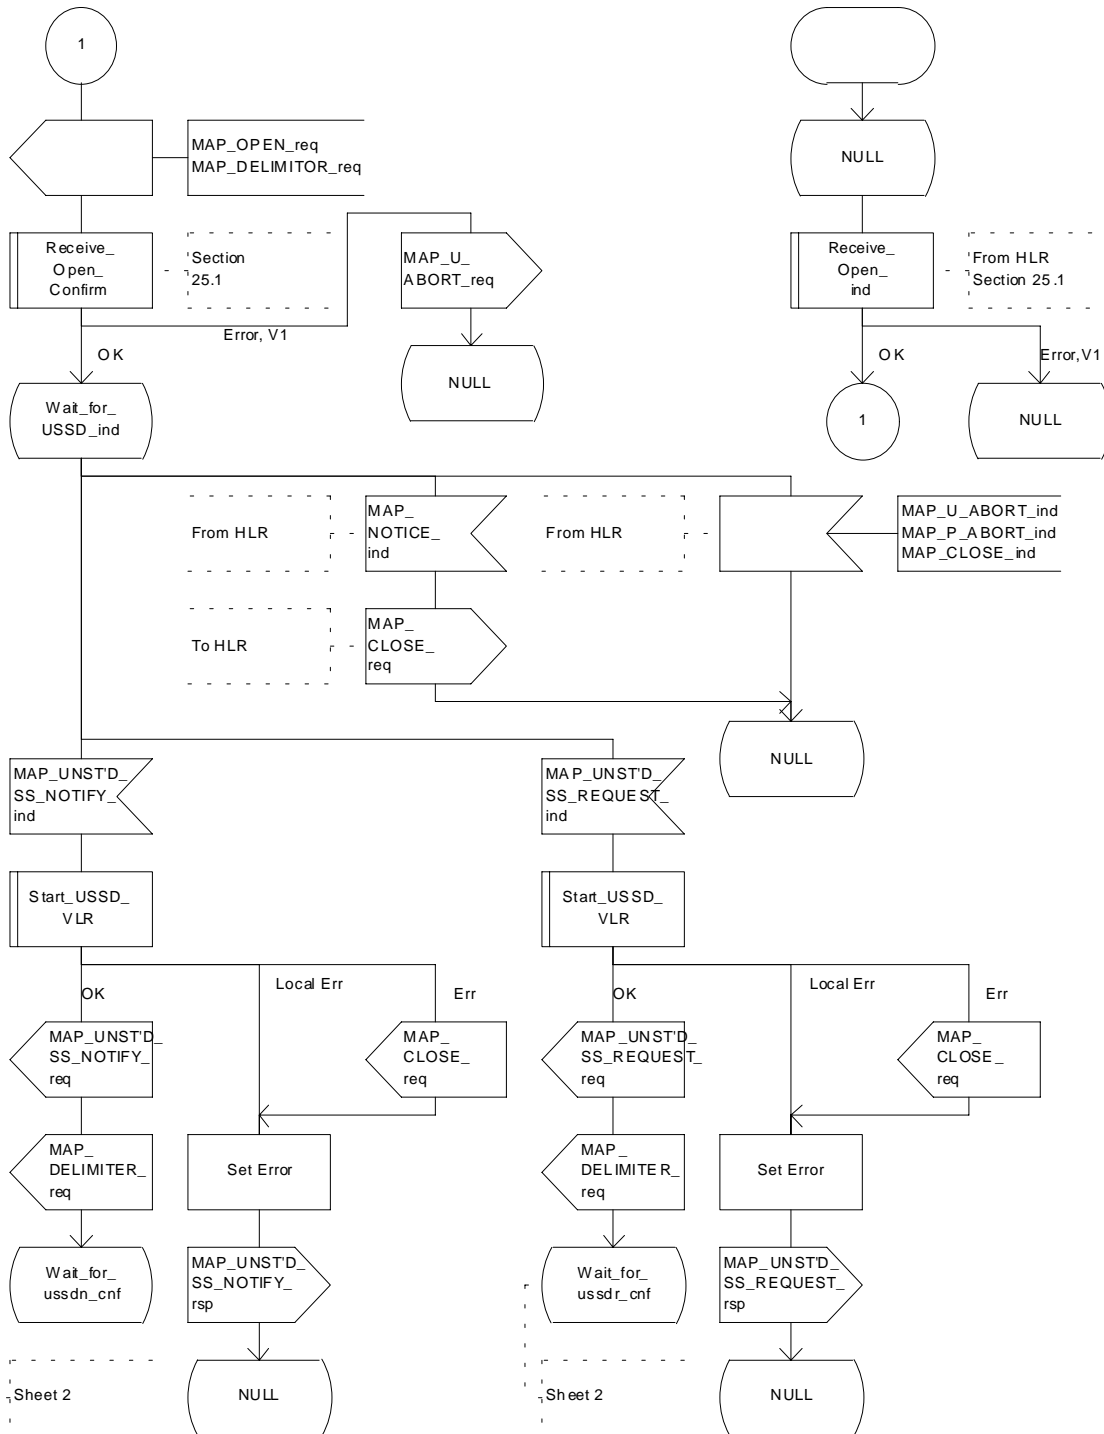 1
MAP_OPEN_req
MAP_DELIMITOR_req
NULL
Receive_
Open_
Confirm
Section
25.1
MAP_U_
ABORT_req
Receive_
Open_
ind
From HLR
Section 25.1
Error, V1
OK
OK
Error,V1
NULL
Wait_for_
USSD_ind
1
NULL
From HLR
MAP_
NOTICE_
ind
From HLR
MAP_U_ABORT_ind
MAP_P_ABORT_ind
MAP_CLOSE_ind
To HLR
MAP_
CLOSE_
req
NULL
MAP_UNST'D_
SS_NOTIFY_
ind
MAP_UNST'D_
SS_REQUEST_
ind
Start_USSD_
VLR
Start_USSD_
VLR
OK
Local Err
Err
OK
Local Err
Err
MAP_UNST'D_
SS_NOTIFY_
req
MAP_
CLOSE_
req
MAP_UNST'D_
SS_REQUEST_
req
MAP_
CLOSE_
req
MAP_
DELIMITER_
req
Set Error
MAP_
DELIMITER_
req
Set Error
Wait_for_
ussdn_cnf
MAP_UNST'D_
SS_NOTIFY_
rsp
Wait_for_
ussdr_cnf
MAP_UNST'D_
SS_REQUEST_
rsp
Sheet 2
NULL
Sheet 2
NULL